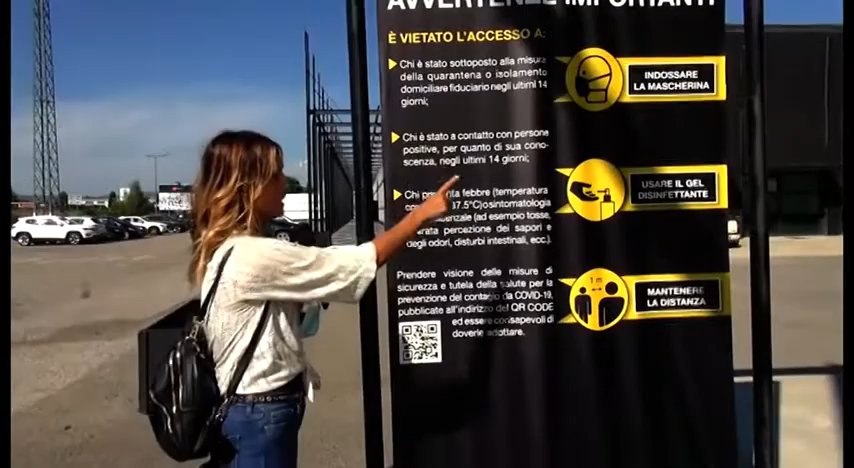 AVVERTENZE IMPORTANTI
È VIETATO L'ACCESSO A:
Chi è stato sottoposto alla misura
della quarantena o isolamento
domiciliare fiduciario negli ultimi 14
giorni;
INDOSSARE
LA MASCHERINA
Chi è stato a contatto con persone
positive, per quanto di sua cono-
scenza, negli ultimi 14 giorni;
USARE IL GEL
DISINFETTANTE
febbre (temperatura
37.5°C) o sintomatologia
(ad esempio tosse,
percezione dei sapori e
degli odori, disturbi intestinali, ecc.)
Prendere visione delle misure di
sicurezza e tutela della salute per la
prevenzione del contagio da COVID-19,
pubblicate all'indirizzo del QR CODE
ed essere consapevoli di
doverle adottare.
1 m
MANTENERE
LA DISTANZA